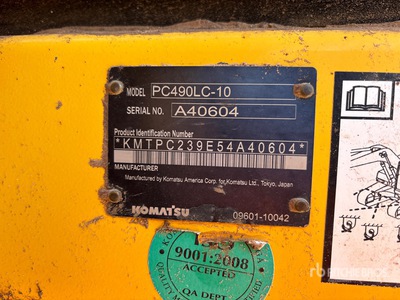 MODEL PC490LC-10
SERIAL NO. A40604
Product Identification Number
*KMTPC239E54A40604*
MANUFACTURER
Manufactured by Komatsu America Corp. for Komatsu Ltd., Tokyo, Japan
KOMATSU 09601-10042
9001:2008
ACCEPTED
QA DEPT